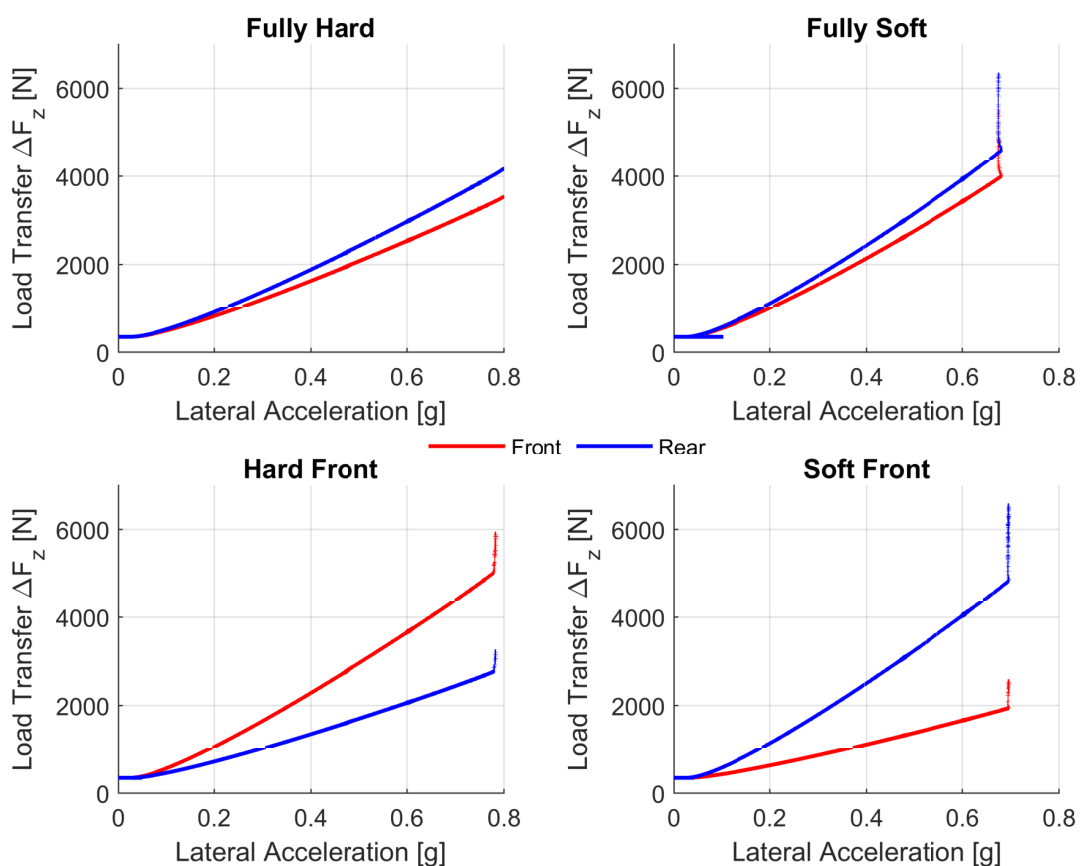 Fully Hard
Load Transfer ΔF_z [N]
6000
4000
2000
0
0 0.2 0.4 0.6 0.8
Lateral Acceleration [g]
Fully Soft
Load Transfer ΔF_z [N]
6000
4000
2000
0
0 0.2 0.4 0.6 0.8
Lateral Acceleration [g]
Front Rear
Hard Front
Load Transfer ΔF_z [N]
6000
4000
2000
0
0 0.2 0.4 0.6 0.8
Lateral Acceleration [g]
Soft Front
Load Transfer ΔF_z [N]
6000
4000
2000
0
0 0.2 0.4 0.6 0.8
Lateral Acceleration [g]